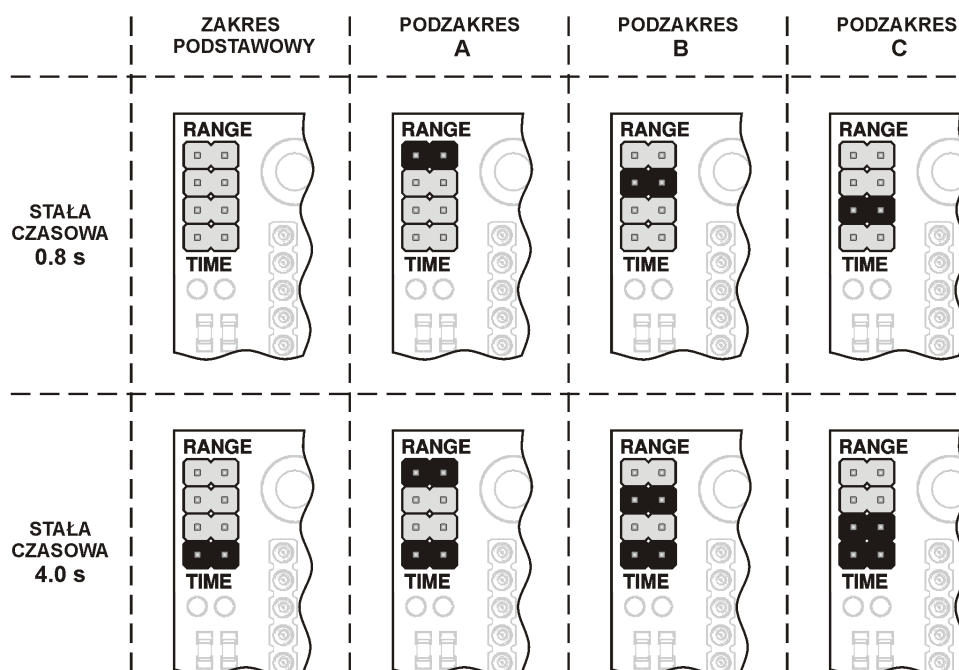 ZAKRES
PODSTAWOWY
PODZAKRES
A
PODZAKRES
B
PODZAKRES
C
STAŁA
CZASOWA
0.8 s
RANGE
TIME
RANGE
TIME
RANGE
TIME
RANGE
TIME
STAŁA
CZASOWA
4.0 s
RANGE
TIME
RANGE
TIME
RANGE
TIME
RANGE
TIME